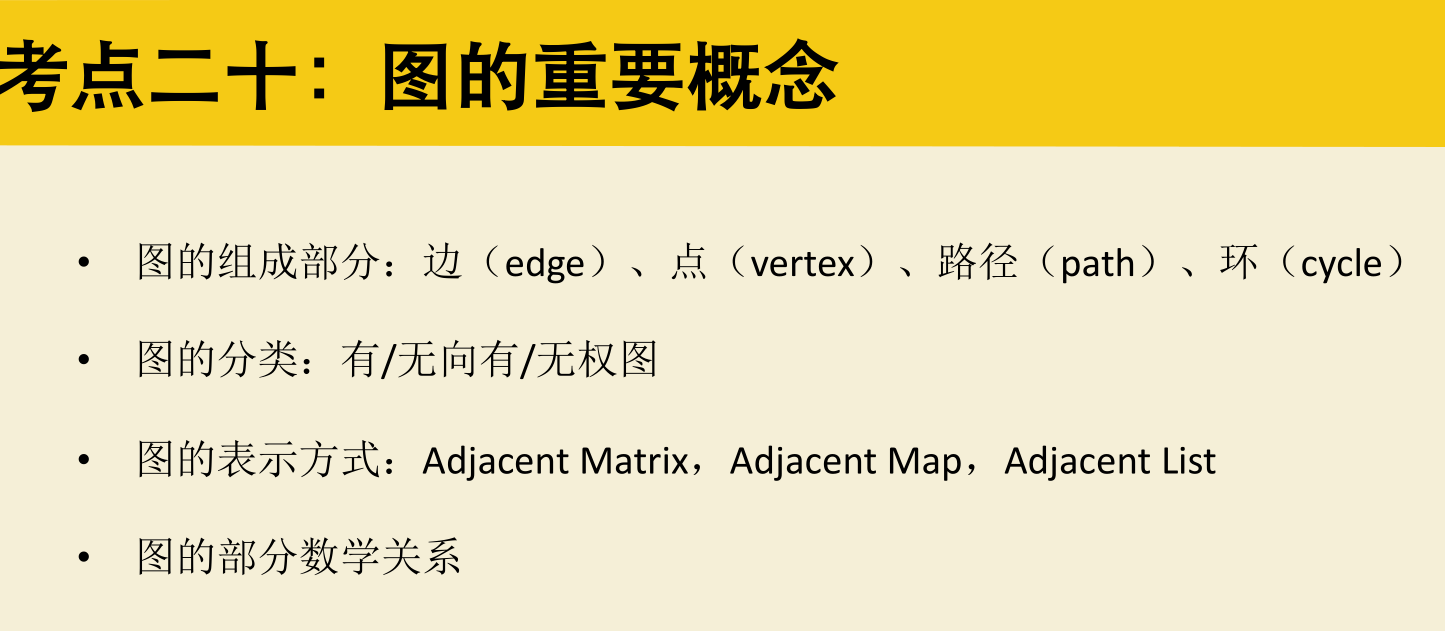 考点二十：图的重要概念
• 图的组成部分：边（edge）、点（vertex）、路径（path）、环（cycle）
• 图的分类：有/无向有/无权图
• 图的表示方式：Adjacent Matrix，Adjacent Map，Adjacent List
• 图的部分数学关系